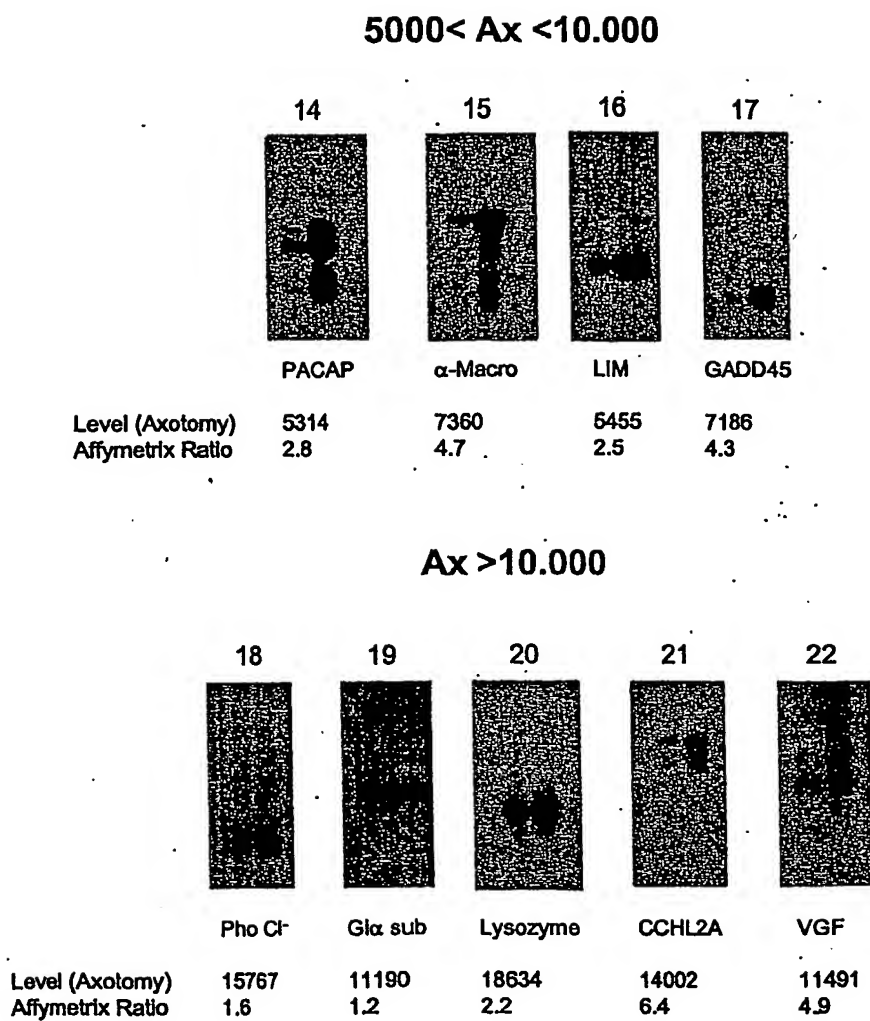 5000< Ax <10.000
14 15 16 17
PACAP α-Macro LIM GADD45
Level (Axotomy) 5314 7360 5455 7186
Affymetrix Ratio 2.8 4.7 2.5 4.3
Ax >10.000
18 19 20 21 22
Pho Cl- Glα sub Lysozyme CCHL2A VGF
Level (Axotomy) 15767 11190 18634 14002 11491
Affymetrix Ratio 1.6 1.2 2.2 6.4 4.9